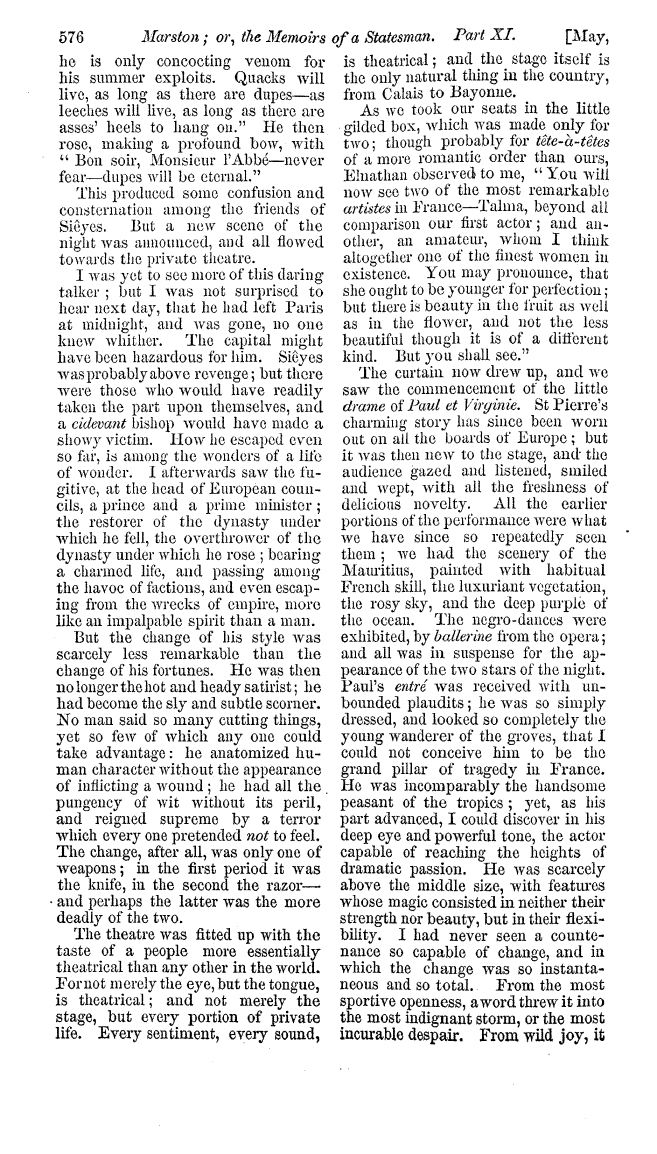 576 Marston; or, the Memoirs of a Statesman. Part XI. [May,
he is only concocting venom for
his summer exploits. Quacks will
live, as long as there are dupes—as
leeches will live, as long as there are
asses' heels to hang on." He then
rose, making a profound bow, with
" Bon soir, Monsieur l'Abbé—never
fear—dupes will be eternal."
This produced some confusion and
consternation among the friends of
Siêyes. But a new scene of the
night was announced, and all flowed
towards the private theatre.
I was yet to see more of this daring
talker; but I was not surprised to
hear next day, that he had left Paris
at midnight, and was gone, no one
knew whither. The capital might
have been hazardous for him. Siêyes
was probably above revenge; but there
were those who would have readily
taken the part upon themselves, and
a cidevant bishop would have made a
showy victim. How he escaped even
so far, is among the wonders of a life
of wonder. I afterwards saw the fu-
gitive, at the head of European coun-
cils, a prince and a prime minister;
the restorer of the dynasty under
which he fell, the overthrower of the
dynasty under which he rose; bearing
a charmed life, and passing among
the havoc of factions, and even escap-
ing from the wrecks of empire, more
like an impalpable spirit than a man.
But the change of his style was
scarcely less remarkable than the
change of his fortunes. He was then
no longer the hot and heady satirist; he
had become the sly and subtle scorner.
No man said so many cutting things,
yet so few of which any one could
take advantage: he anatomized hu-
man character without the appearance
of inflicting a wound; he had all the
pungency of wit without its peril,
and reigned supreme by a terror
which every one pretended not to feel.
The change, after all, was only one of
weapons; in the first period it was
the knife, in the second the razor—
and perhaps the latter was the more
deadly of the two.
The theatre was fitted up with the
taste of a people more essentially
theatrical than any other in the world.
For not merely the eye, but the tongue,
is theatrical; and not merely the
stage, but every portion of private
life. Every sentiment, every sound,
is theatrical; and the stage itself is
the only natural thing in the country,
from Calais to Bayonne.
As we took our seats in the little
gilded box, which was made only for
two; though probably for tête-à-têtes
of a more romantic order than ours,
Elnathan observed to me, " You will
now see two of the most remarkable
artistes in France—Talma, beyond all
comparison our first actor; and an-
other, an amateur, whom I think
altogether one of the finest women in
existence. You may pronounce, that
she ought to be younger for perfection;
but there is beauty in the fruit as well
as in the flower, and not the less
beautiful though it is of a different
kind. But you shall see."
The curtain now drew up, and we
saw the commencement of the little
drame of Paul et Virginie. St Pierre's
charming story has since been worn
out on all the boards of Europe; but
it was then new to the stage, and the
audience gazed and listened, smiled
and wept, with all the freshness of
delicious novelty. All the earlier
portions of the performance were what
we have since so repeatedly seen
them; we had the scenery of the
Mauritius, painted with habitual
French skill, the luxuriant vegetation,
the rosy sky, and the deep purple of
the ocean. The negro-dances were
exhibited, by ballerine from the opera;
and all was in suspense for the ap-
pearance of the two stars of the night.
Paul's entré was received with un-
bounded plaudits; he was so simply
dressed, and looked so completely the
young wanderer of the groves, that I
could not conceive him to be the
grand pillar of tragedy in France.
He was incomparably the handsome
peasant of the tropics; yet, as his
part advanced, I could discover in his
deep eye and powerful tone, the actor
capable of reaching the heights of
dramatic passion. He was scarcely
above the middle size, with features
whose magic consisted in neither their
strength nor beauty, but in their flexi-
bility. I had never seen a counte-
nance so capable of change, and in
which the change was so instanta-
neous and so total. From the most
sportive openness, a word threw it into
the most indignant storm, or the most
incurable despair. From wild joy, it